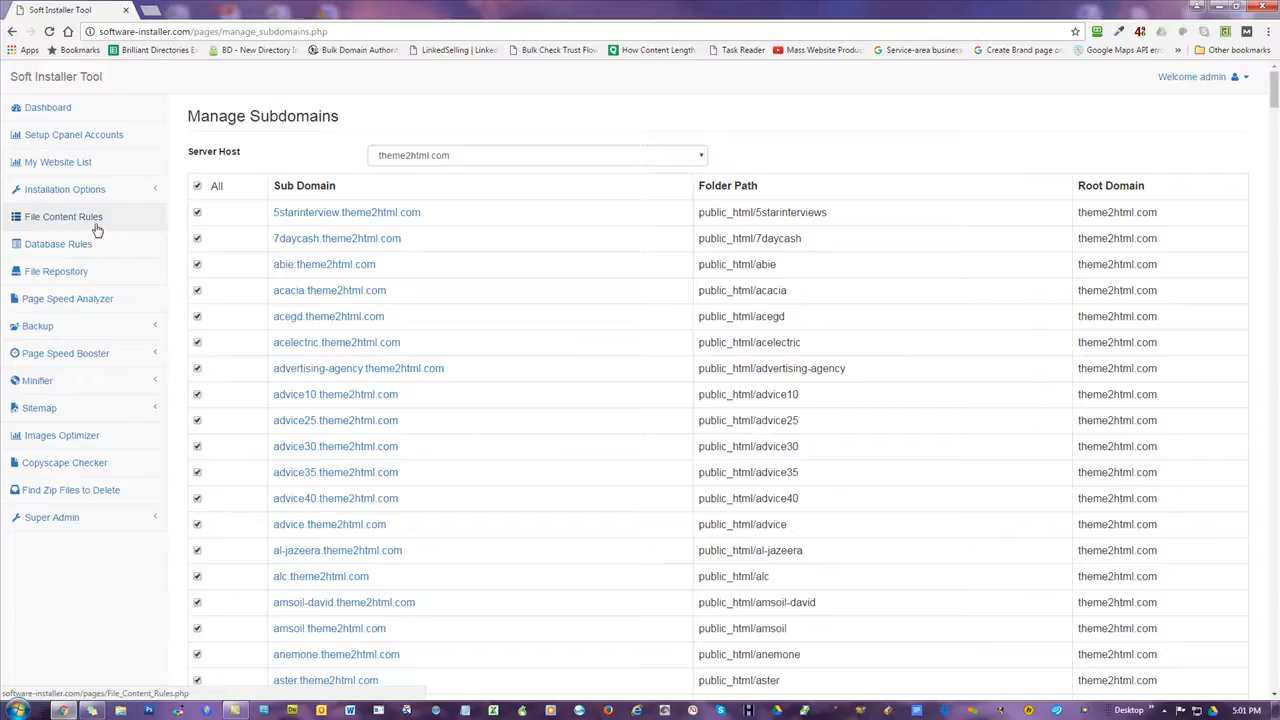 Soft Installer Tool
software-installer.com/pages/manage_subdomains.php
Apps
Bookmarks
Brilliant Directories
BD - New Directory
Bulk Domain Author
LinkedSelling | Linked
Bulk Check Trust Flow
How Content Length
Task Reader
Mass Website Produ
Service-area busines
Create Brand page o
Google Maps API erro
»
Other bookmarks
Soft Installer Tool
Welcome admin
Dashboard
Setup Cpanel Accounts
My Website List
Installation Options
File Content Rules
Database Rules
File Repository
Page Speed Analyzer
Backup
Page Speed Booster
Minifier
Sitemap
Images Optimizer
Copyscape Checker
Find Zip Files to Delete
Super Admin
Manage Subdomains
Server Host
theme2html.com
All Sub Domain Folder Path Root Domain
5starinterview.theme2html.com public_html/5starinterviews theme2html.com
7daycash.theme2html.com public_html/7daycash theme2html.com
abie.theme2html.com public_html/abie theme2html.com
acacia.theme2html.com public_html/acacia theme2html.com
acegd.theme2html.com public_html/acegd theme2html.com
acelectric.theme2html.com public_html/acelectric theme2html.com
advertising-agency.theme2html.com public_html/advertising-agency theme2html.com
advice10.theme2html.com public_html/advice10 theme2html.com
advice25.theme2html.com public_html/advice25 theme2html.com
advice30.theme2html.com public_html/advice30 theme2html.com
advice35.theme2html.com public_html/advice35 theme2html.com
advice40.theme2html.com public_html/advice40 theme2html.com
advice.theme2html.com public_html/advice theme2html.com
al-jazeera.theme2html.com public_html/al-jazeera theme2html.com
alc.theme2html.com public_html/alc theme2html.com
amsoil-david.theme2html.com public_html/amsoil-david theme2html.com
amsoil.theme2html.com public_html/amsoil theme2html.com
anemone.theme2html.com public_html/anemone theme2html.com
aster.theme2html.com public_html/aster theme2html.com
software-installer.com/pages/File_Content_Rules.php
Desktop
»
5:01 PM